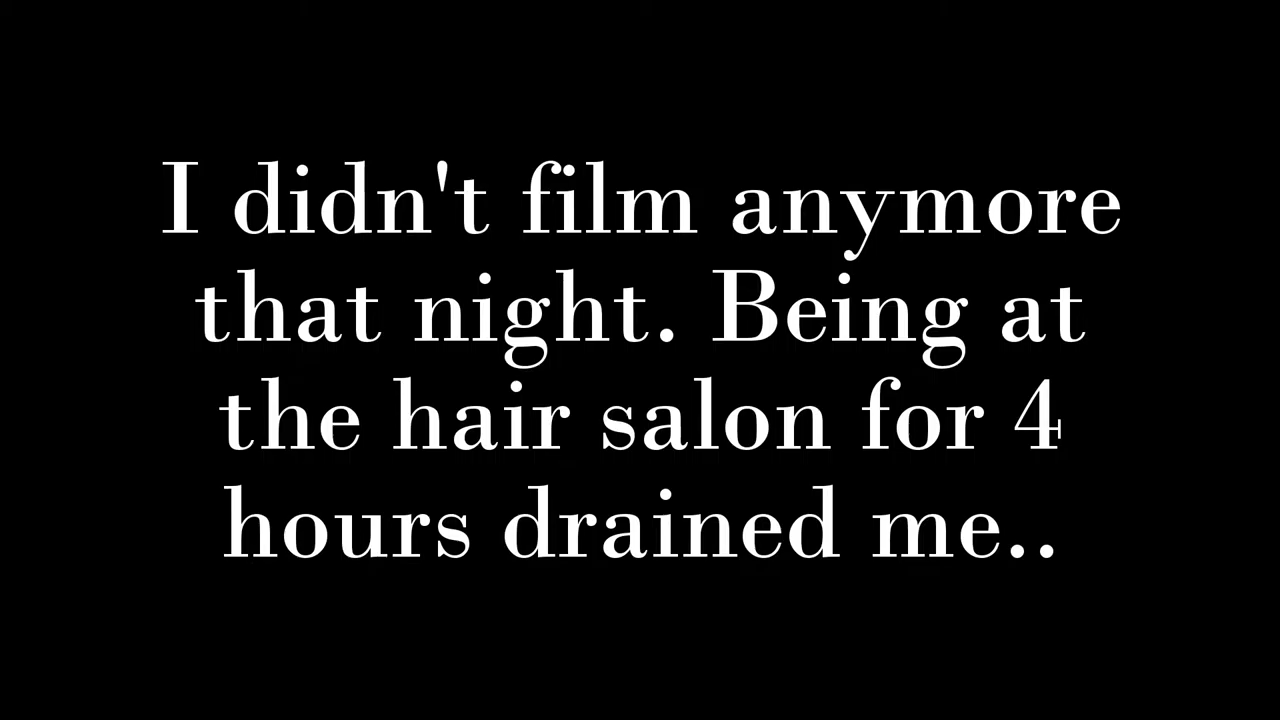 I didn't film anymore
that night. Being at
the hair salon for 4
hours drained me..